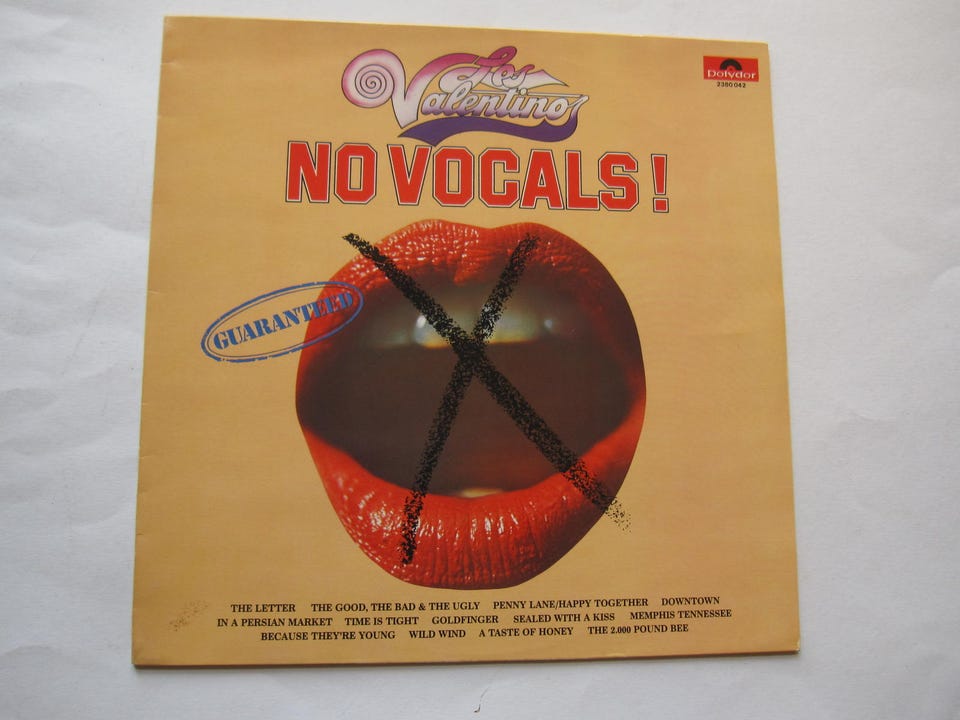 Les
Valentinos
Polydor
2380 042
NO VOCALS!
GUARANTEED
THE LETTER THE GOOD, THE BAD & THE UGLY PENNY LANE/HAPPY TOGETHER DOWNTOWN
IN A PERSIAN MARKET TIME IS TIGHT GOLDFINGER SEALED WITH A KISS MEMPHIS TENNESSEE
BECAUSE THEY'RE YOUNG WILD WIND A TASTE OF HONEY THE 2.000 POUND BEE